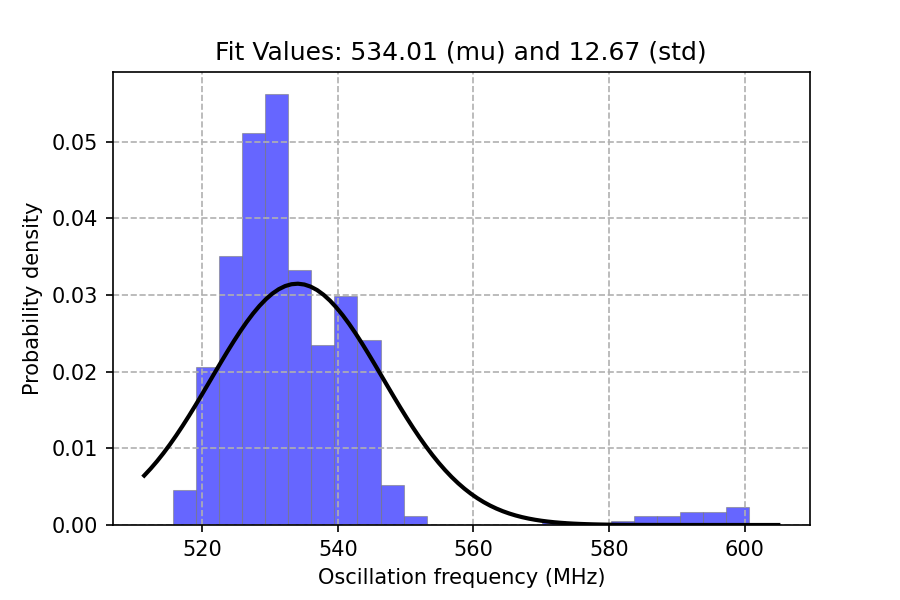 Fit Values: 534.01 (mu) and 12.67 (std)
Probability density
0.05
0.04
0.03
0.02
0.01
0.00
520 540 560 580 600
Oscillation frequency (MHz)